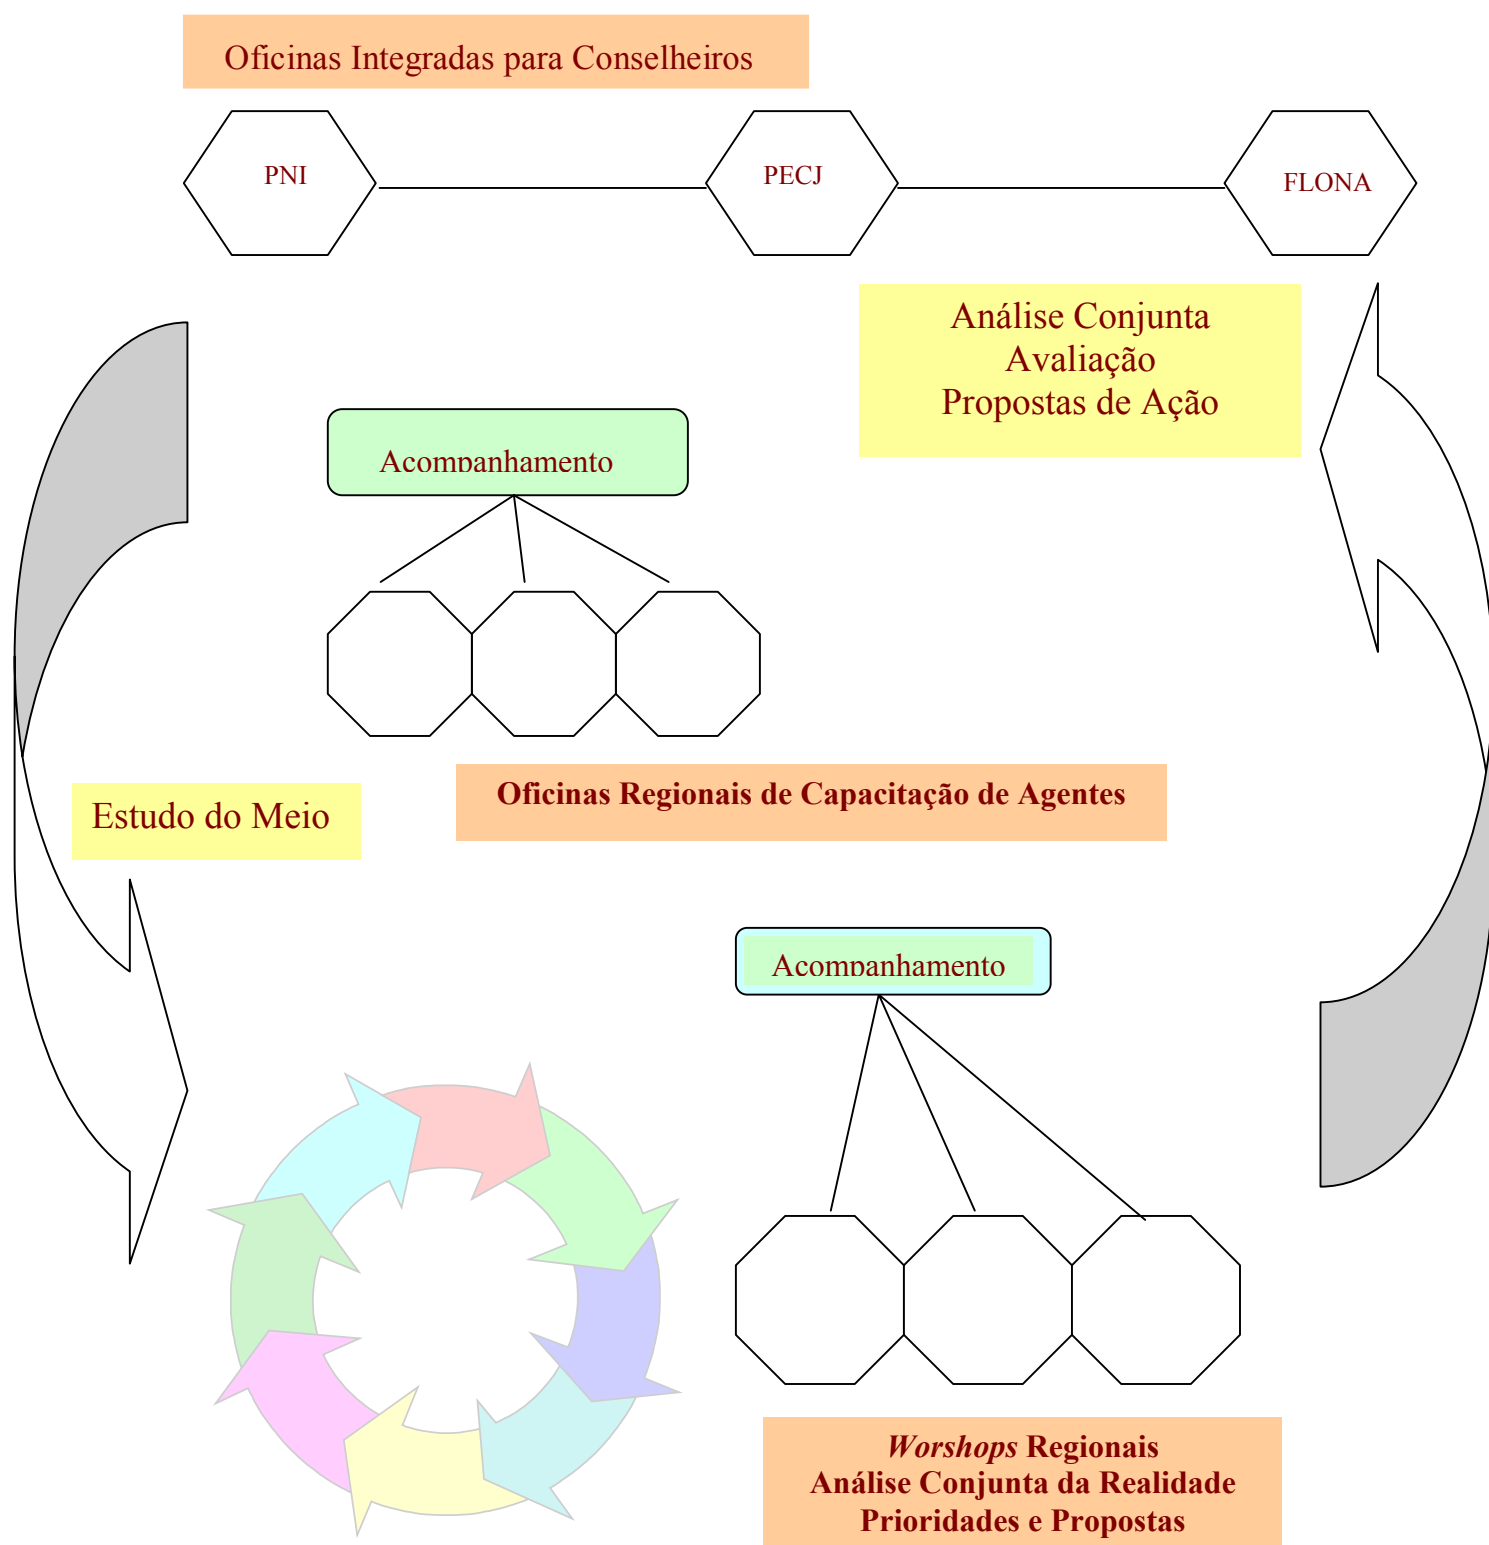 Oficinas Integradas para Conselheiros
PNI
PECJ
FLONA
Análise Conjunta
Avaliação
Propostas de Ação
Acompanhamento
Estudo do Meio
Oficinas Regionais de Capacitação de Agentes
Acompanhamento
Worshops Regionais
Análise Conjunta da Realidade
Prioridades e Propostas